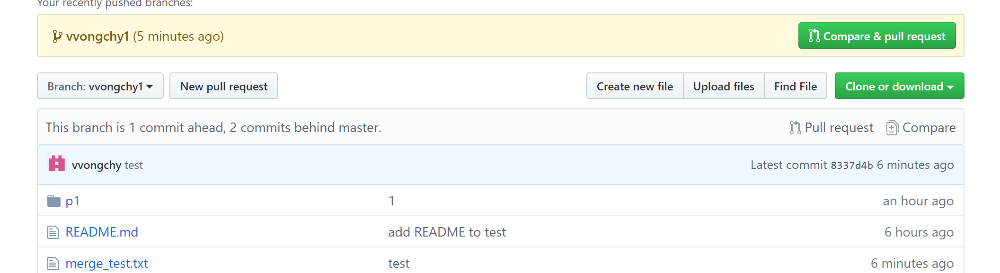 Your recently pushed branches:
vvongchy1 (5 minutes ago) Compare & pull request
Branch: vvongchy1 New pull request Create new file Upload files Find File Clone or download
This branch is 1 commit ahead, 2 commits behind master. Pull request Compare
vvongchy test Latest commit 8337d4b 6 minutes ago
p1 1 an hour ago
README.md add README to test 6 hours ago
merge_test.txt test 6 minutes ago